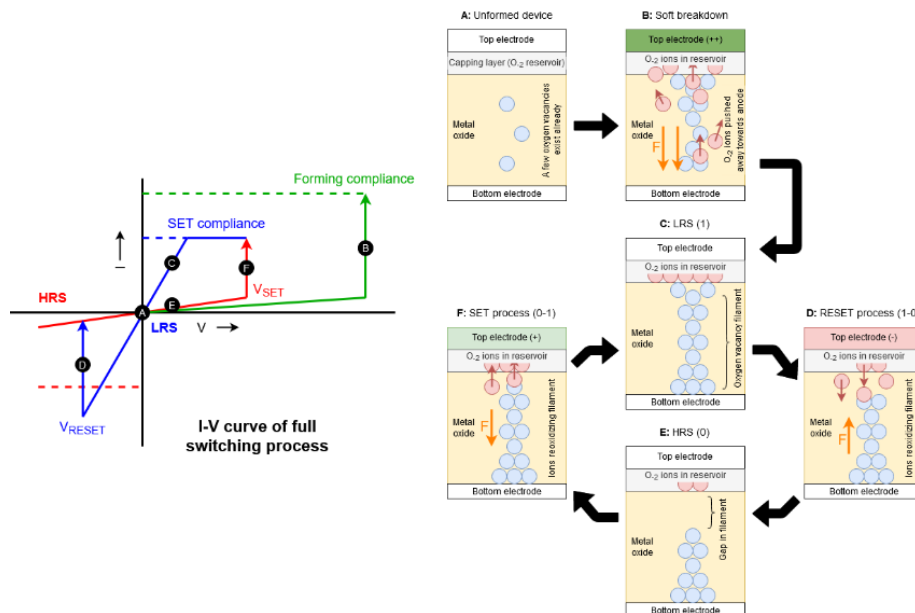 Forming compliance
SET compliance
I
HRS
LRS
V
V_SET
V_RESET
A
B
C
D
E
F
I-V curve of full
switching process
A: Unformed device
Top electrode
Capping layer (O₋₂ reservoir)
Metal
oxide
A few oxygen vacancies
exist already
Bottom electrode
B: Soft breakdown
Top electrode (++)
O₋₂ ions in reservoir
Metal
oxide
F
O₋₂ ions pushed
away towards anode
Bottom electrode
C: LRS (1)
Top electrode
O₋₂ ions in reservoir
Metal
oxide
Oxygen vacancy filament
Bottom electrode
F: SET process (0-1)
Top electrode (+)
O₋₂ ions in reservoir
Metal
oxide
F
Ions reoxidizing filament
Bottom electrode
D: RESET process (1-0
Top electrode (-)
O₋₂ ions in reservoir
Metal
oxide
F
Ions reoxidizing filament
Bottom electrode
E: HRS (0)
Top electrode
O₋₂ ions in reservoir
Gap in filament
Metal
oxide
Bottom electrode